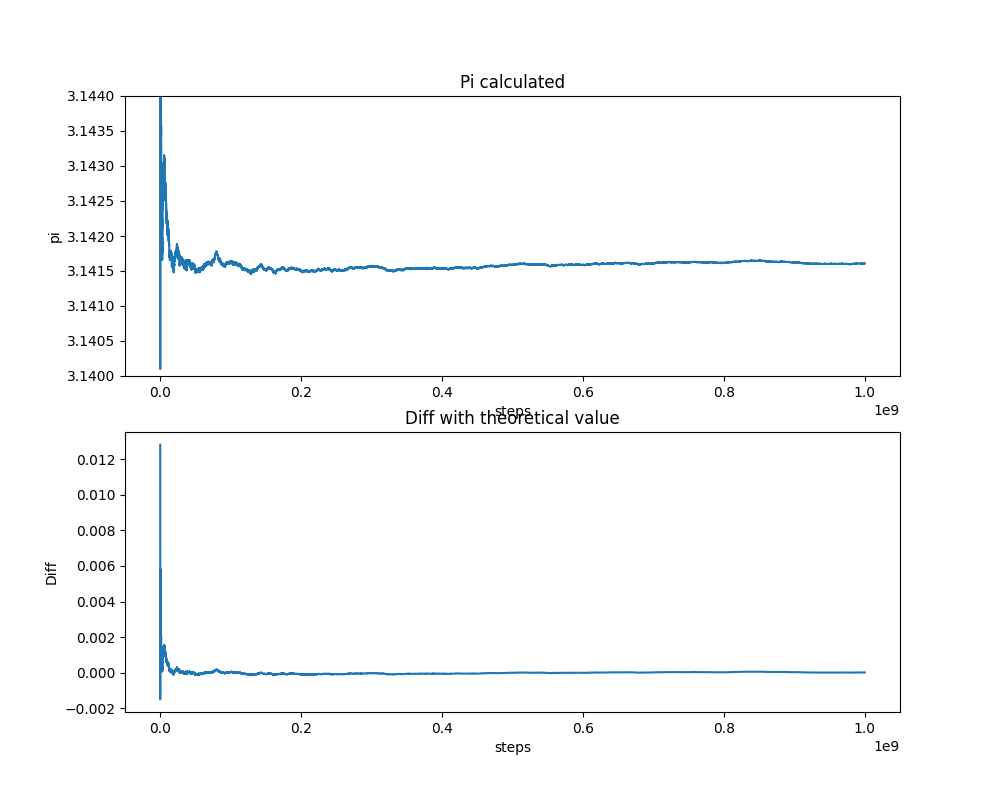 Pi calculated
3.1440
3.1435
3.1430
3.1425
3.1420
3.1415
3.1410
3.1405
3.1400
pi
0.0 0.2 0.4 0.6 0.8 1.0
1e9
steps
Diff with theoretical value
0.012
0.010
0.008
0.006
0.004
0.002
0.000
−0.002
Diff
0.0 0.2 0.4 0.6 0.8 1.0
1e9
steps